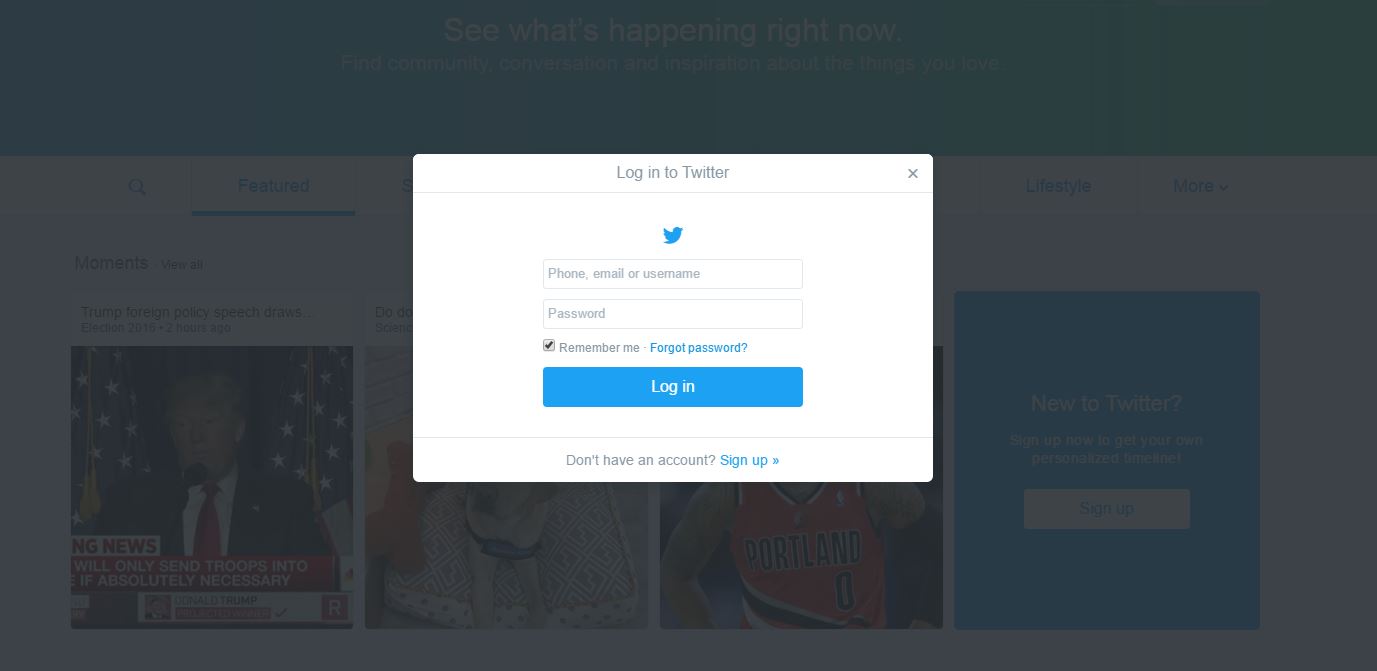 See what's happening right now.
Find community, conversation and inspiration about the things you love.
Log in to Twitter
×
Featured
S
Lifestyle
More
Phone, email or username
Password
Remember me · Forgot password?
Log in
Don't have an account? Sign up »
Moments · View all
Trump foreign policy speech draws...
Election 2016 • 2 hours ago
Do do
Scienc
NG NEWS
WILL ONLY SEND TROOPS INTO
E IF ABSOLUTELY NECESSARY
DONALD TRUMP
PROJECTED WINNER
R
PORTLAND
0
New to Twitter?
Sign up now to get your own
personalized timeline!
Sign up